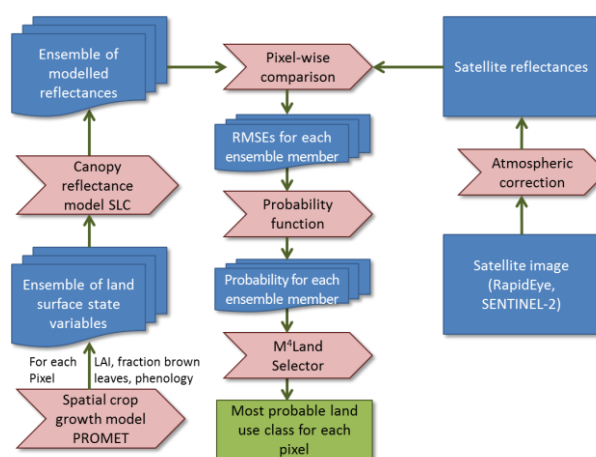 Ensemble of
modelled
reflectances
Pixel-wise
comparison
Satellite reflectances
RMSEs for each
ensemble member
Canopy
reflectance
model SLC
Probability
function
Atmospheric
correction
Ensemble of land
surface state
variables
Probability for each
ensemble member
Satellite image
(RapidEye,
SENTINEL-2)
For each
Pixel
LAI, fraction brown
leaves, phenology
M⁴Land
Selector
Spatial crop
growth model
PROMET
Most probable land
use class for each
pixel